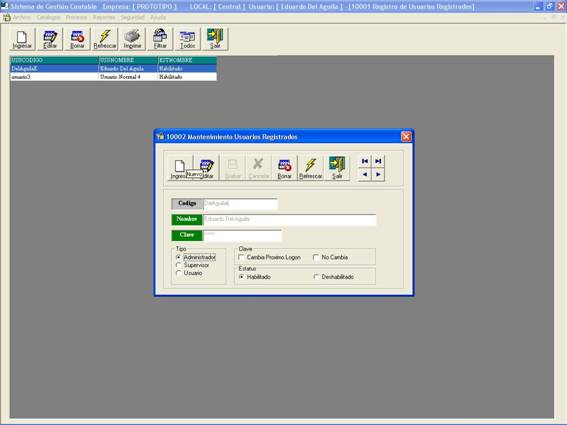 Sistema de Gestión Contable  Empresa: [ PROTOTIPO ]  LOCAL: [ Central ] Usuario: [ Eduardo Del Aguila ] - [10001 Registro de Usuarios Registrados]
Archivo Catalogos Procesos Reportes Seguridad Ayuda
Ingresar Editar Borrar Refrescar Imprimir Filtrar Todos Salir
USUCODIGO USUNOMBRE ESTNOMBRE
DelAguilaE Eduardo Del Aguila Habilitado
usuario3 Usuario Normal 4 Habilitado
10002 Mantenimiento Usuarios Registrados
Editar Grabar Cancelar Borrar Refrescar Salir
Nuevo
Codigo DelAguilaE
Nombre Eduardo Del Aguila
Clave
Tipo
Administrador
Supervisor
Usuario
Clave
Cambia Proximo Logon No Cambia
Estatus
Habilitado Deshabilitado